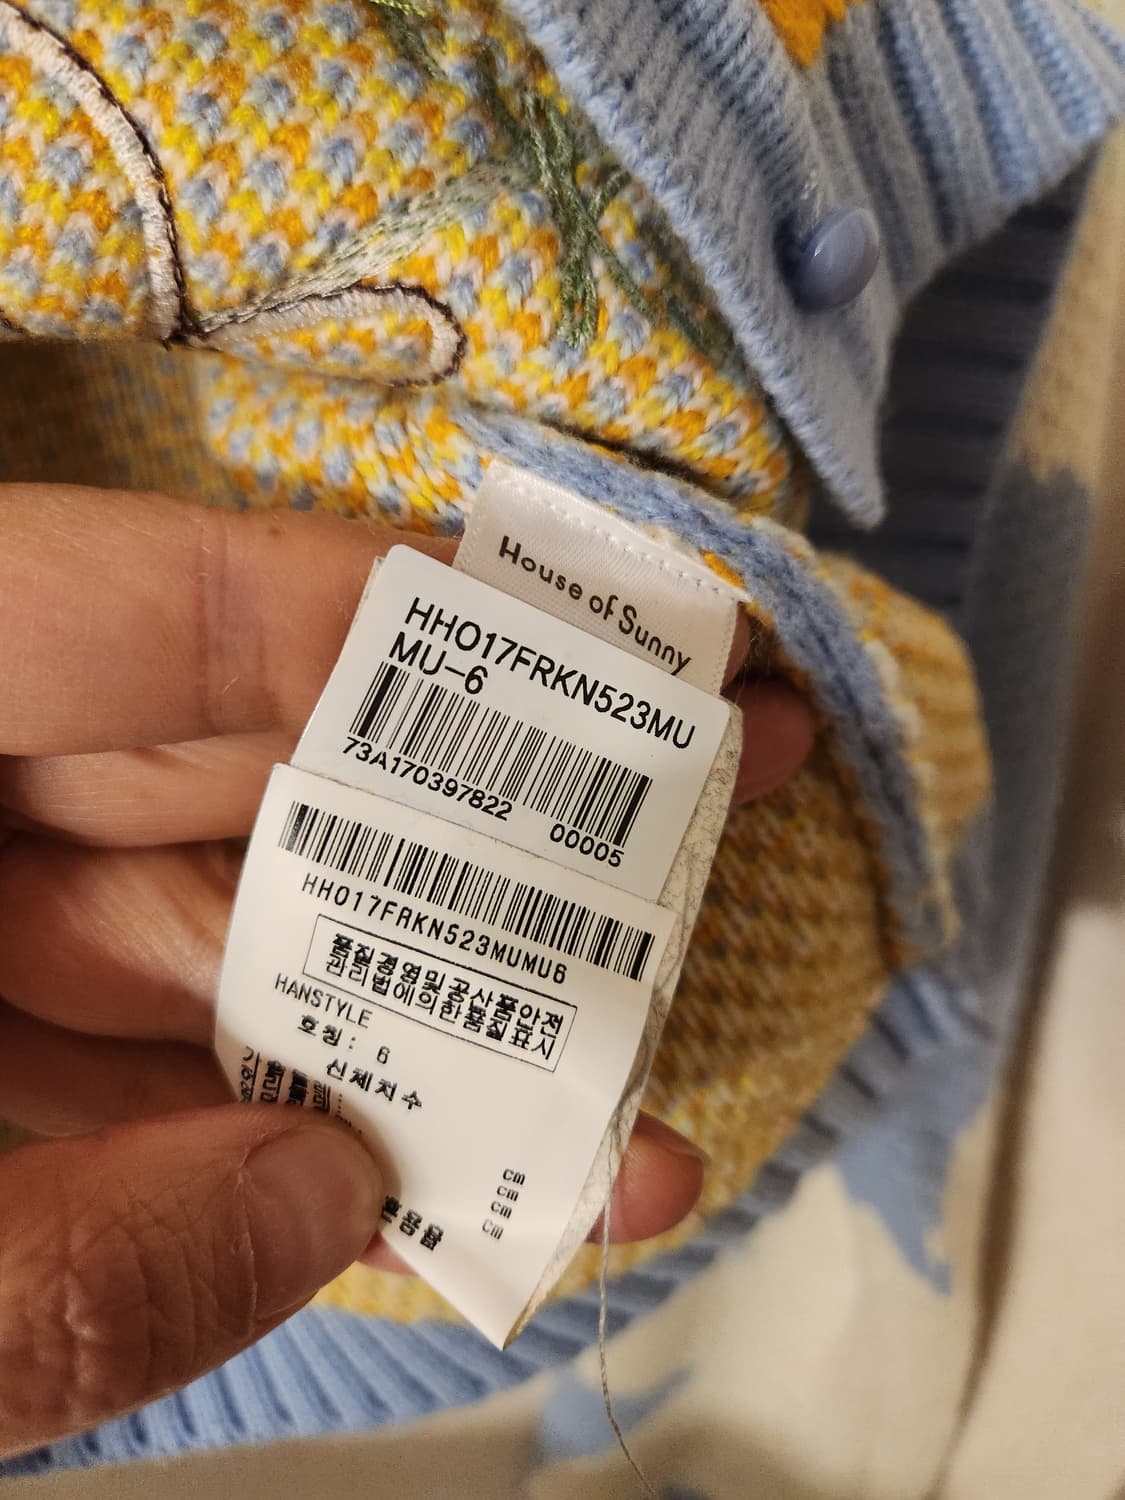 House of Sunny
HHO17FRKN523MU
MU-6
73A170397822 00005
HHO17FRKN523MUMU6
품질경영및공산품안전
관리법에의한품질표시
HANSTYLE
호칭: 6
신체치수
cm
cm
cm
cm